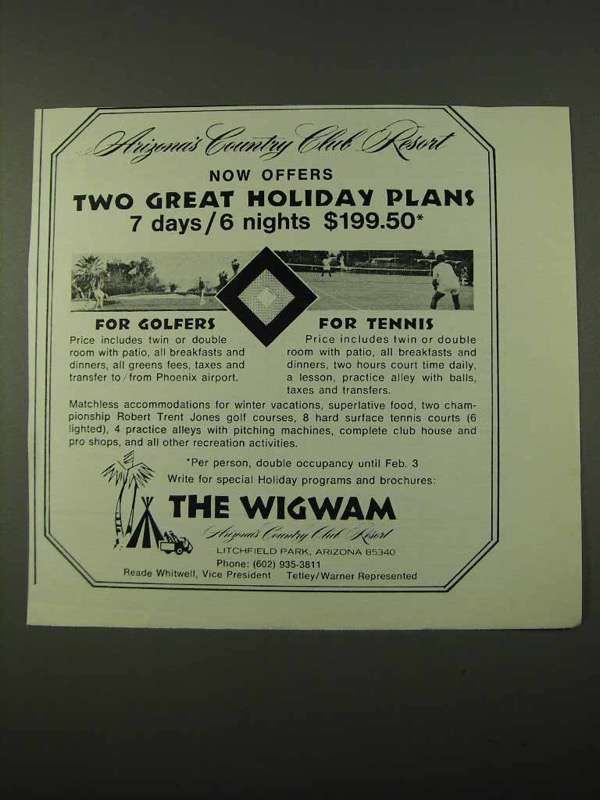 Arizona's Country Club Resort
NOW OFFERS
TWO GREAT HOLIDAY PLANS
7 days/6 nights $199.50*
FOR GOLFERS
Price includes twin or double
room with patio, all breakfasts and
dinners, all greens fees, taxes and
transfer to/from Phoenix airport.
FOR TENNIS
Price includes twin or double
room with patio, all breakfasts and
dinners, two hours court time daily,
a lesson, practice alley with balls,
taxes and transfers.
Matchless accommodations for winter vacations, superlative food, two cham-
pionship Robert Trent Jones golf courses, 8 hard surface tennis courts (6
lighted), 4 practice alleys with pitching machines, complete club house and
pro shops, and all other recreation activities.
*Per person, double occupancy until Feb. 3
Write for special Holiday programs and brochures:
THE WIGWAM
Arizona's Country Club Resort
LITCHFIELD PARK, ARIZONA 85340
Phone: (602) 935-3811
Reade Whitwell, Vice President Tetley/Warner Represented